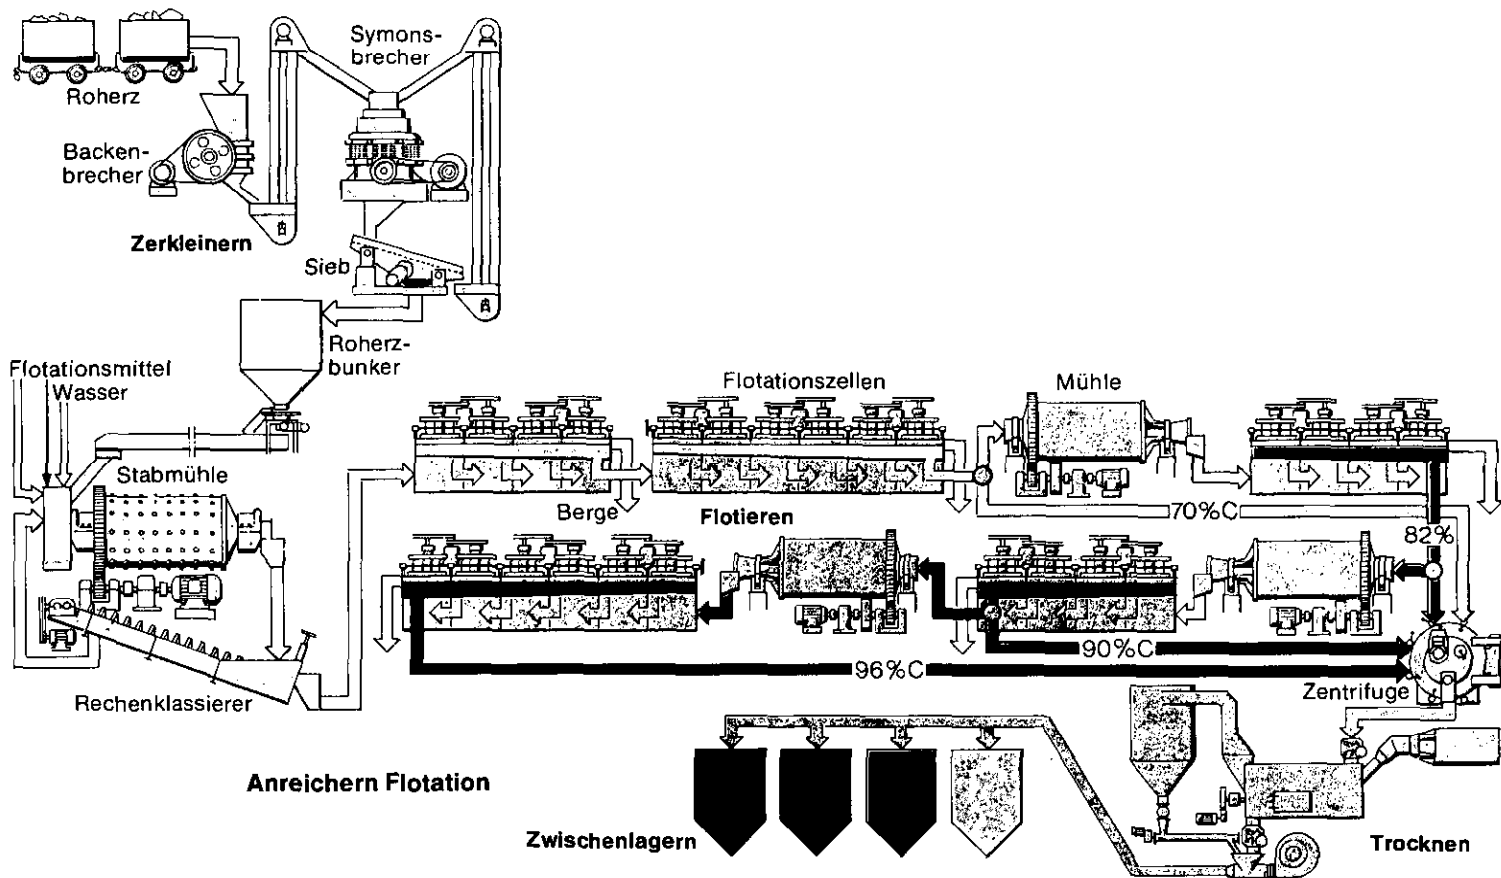 Symons-
brecher
Roherz
Backen-
brecher
Zerkleinern
Sieb
Roherz-
bunker
Flotationsmittel
Wasser
Flotationszellen
Mühle
Stabmühle
Berge
Flotieren
70%C
82%
90%C
96%C
Rechenklassierer
Zentrifuge
Anreichern Flotation
Zwischenlagern
Trocknen